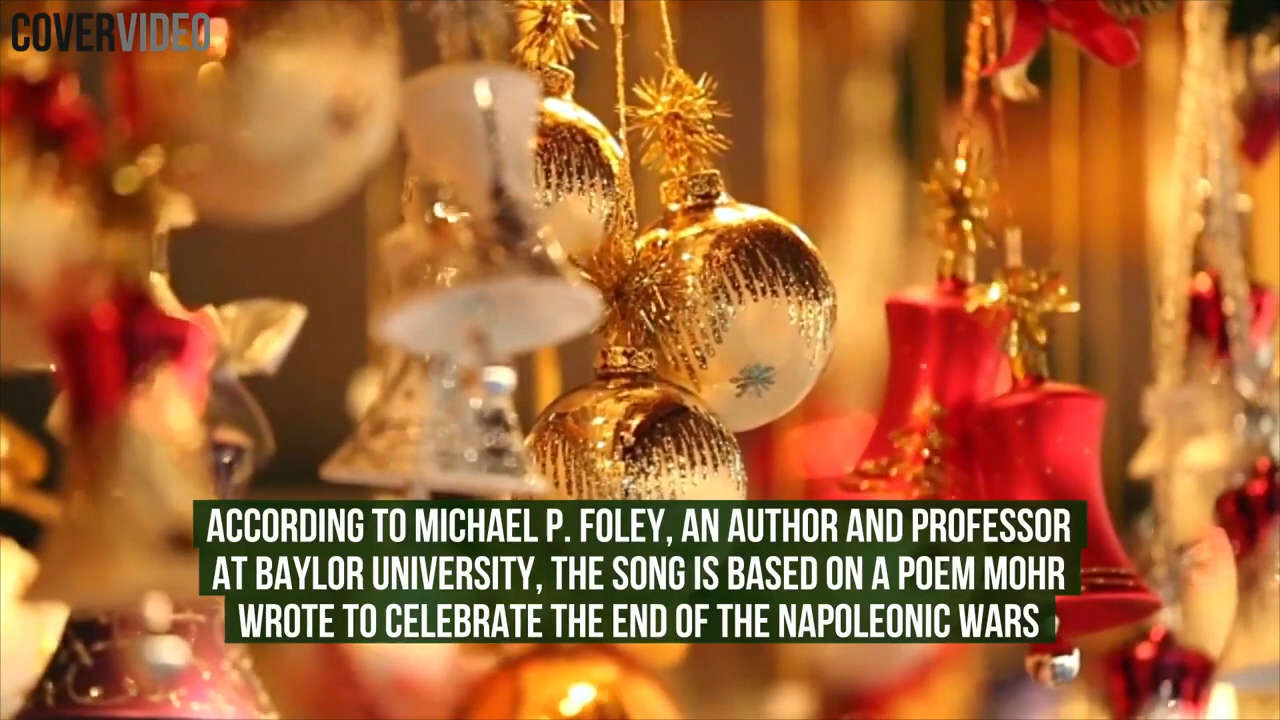 COVERVIDEO
ACCORDING TO MICHAEL P. FOLEY, AN AUTHOR AND PROFESSOR
AT BAYLOR UNIVERSITY, THE SONG IS BASED ON A POEM MOHR
WROTE TO CELEBRATE THE END OF THE NAPOLEONIC WARS